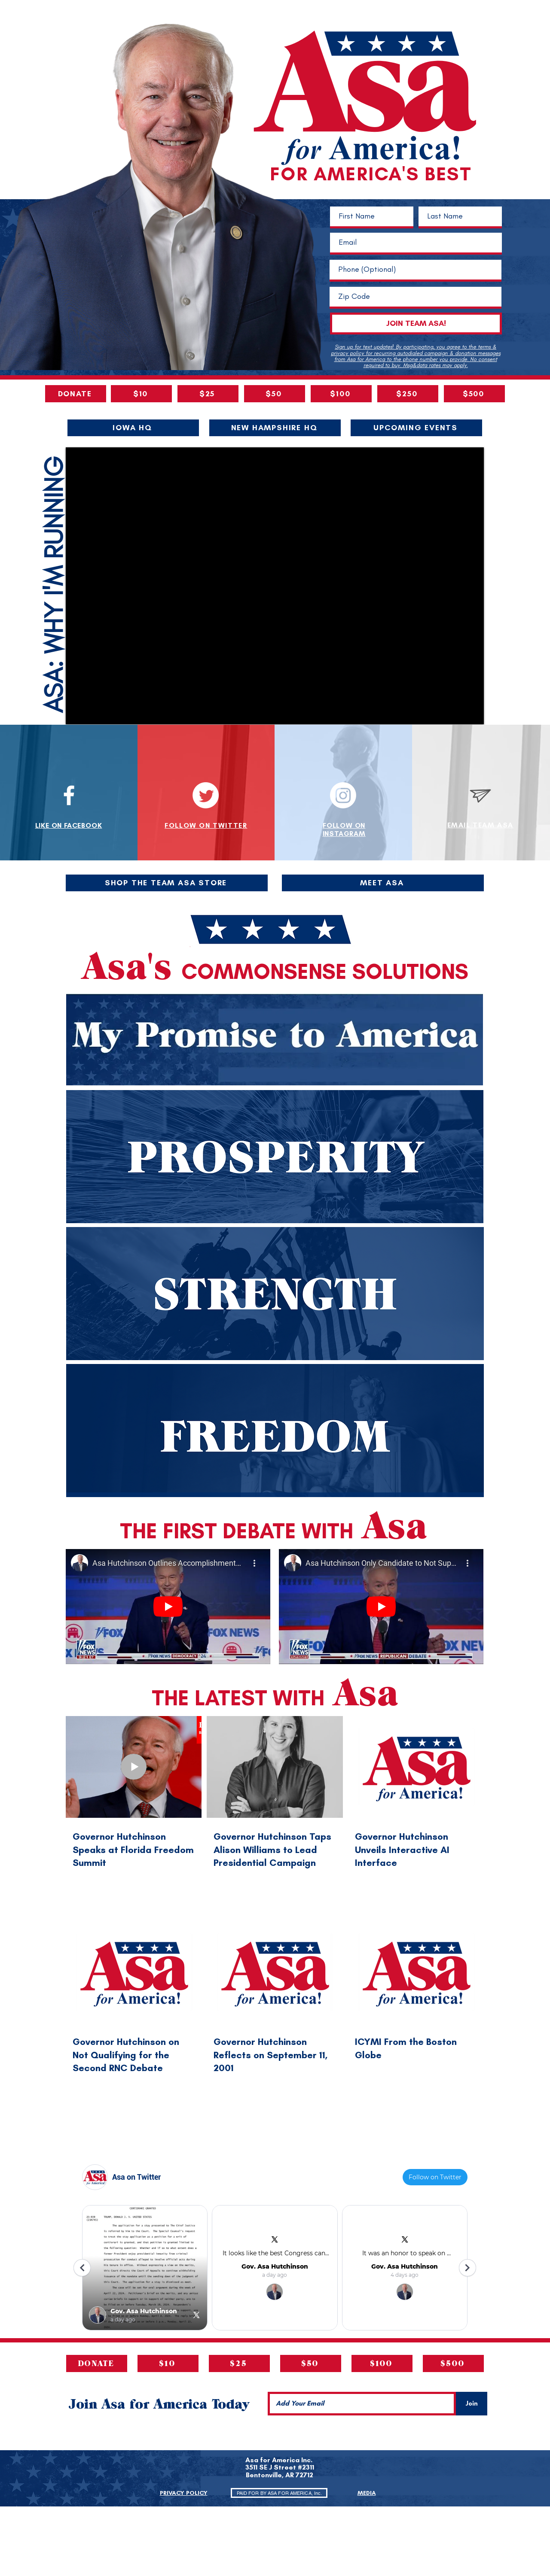 Asa
for America!
FOR AMERICA'S BEST
First Name
Last Name
Email
Phone (Optional)
Zip Code
JOIN TEAM ASA!
Sign up for text updates! By participating, you agree to the terms &
privacy policy for recurring autodialed campaign & donation messages
from Asa for America to the phone number you provide. No consent
required to buy. Msg&data rates may apply.
DONATE
$10
$25
$50
$100
$250
$500
IOWA HQ
NEW HAMPSHIRE HQ
UPCOMING EVENTS
ASA: WHY I'M RUNNING
LIKE ON FACEBOOK
FOLLOW ON TWITTER
FOLLOW ON
INSTAGRAM
EMAIL TEAM ASA
SHOP THE TEAM ASA STORE
MEET ASA
Asa's COMMONSENSE SOLUTIONS
My Promise to America
PROSPERITY
STRENGTH
FREEDOM
THE FIRST DEBATE WITH Asa
Asa Hutchinson Outlines Accomplishment...
FOX NEWS
Asa Hutchinson Only Candidate to Not Sup...
FOX NEWS
THE LATEST WITH Asa
Governor Hutchinson
Speaks at Florida Freedom
Summit
Governor Hutchinson Taps
Alison Williams to Lead
Presidential Campaign
Asa
for America!
Governor Hutchinson
Unveils Interactive AI
Interface
Asa
for America!
Governor Hutchinson on
Not Qualifying for the
Second RNC Debate
Asa
for America!
Governor Hutchinson
Reflects on September 11,
2001
Asa
for America!
ICYMI From the Boston
Globe
Asa on Twitter
Follow on Twitter
Gov. Asa Hutchinson
a day ago
It looks like the best Congress can...
Gov. Asa Hutchinson
a day ago
It was an honor to speak on ...
Gov. Asa Hutchinson
4 days ago
DONATE
$10
$25
$50
$100
$500
Join Asa for America Today
Add Your Email
Join
Asa for America Inc.
3511 SE J Street #2311
Bentonville, AR 72712
PRIVACY POLICY
PAID FOR BY ASA FOR AMERICA, Inc.
MEDIA